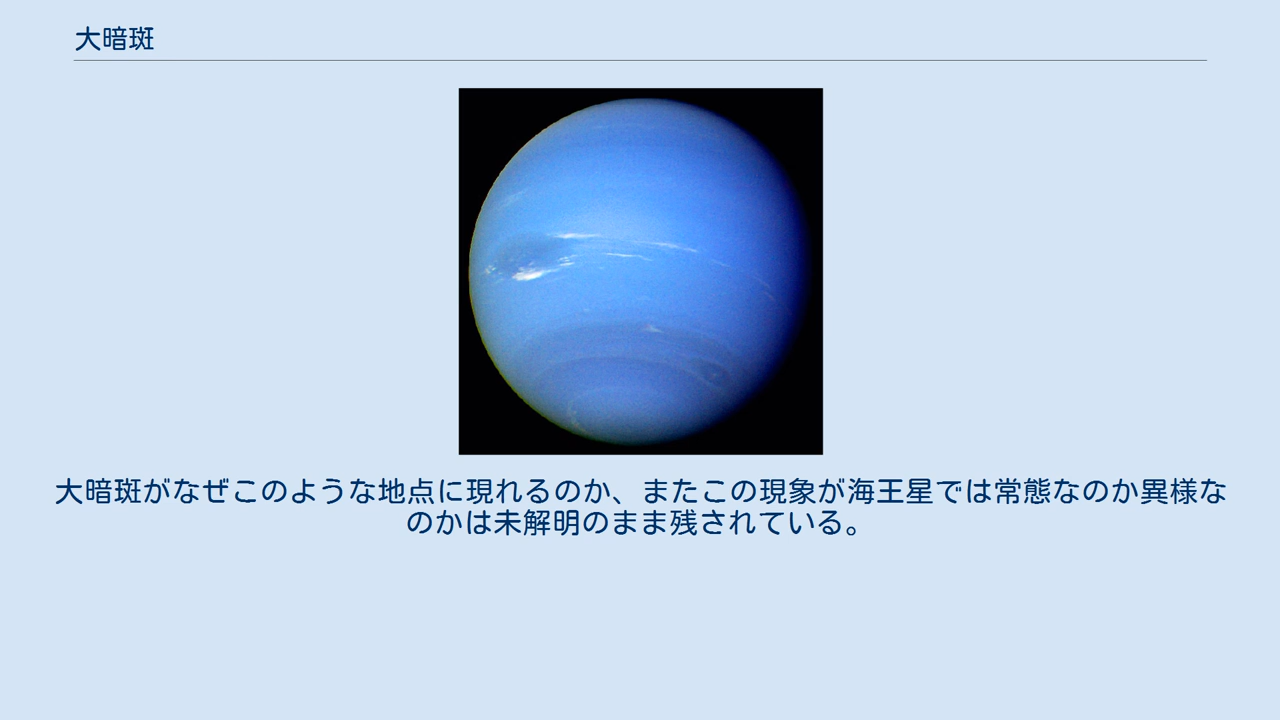 大暗斑
大暗斑がなぜこのような地点に現れるのか、またこの現象が海王星では常態なのか異様な
のかは未解明のまま残されている。